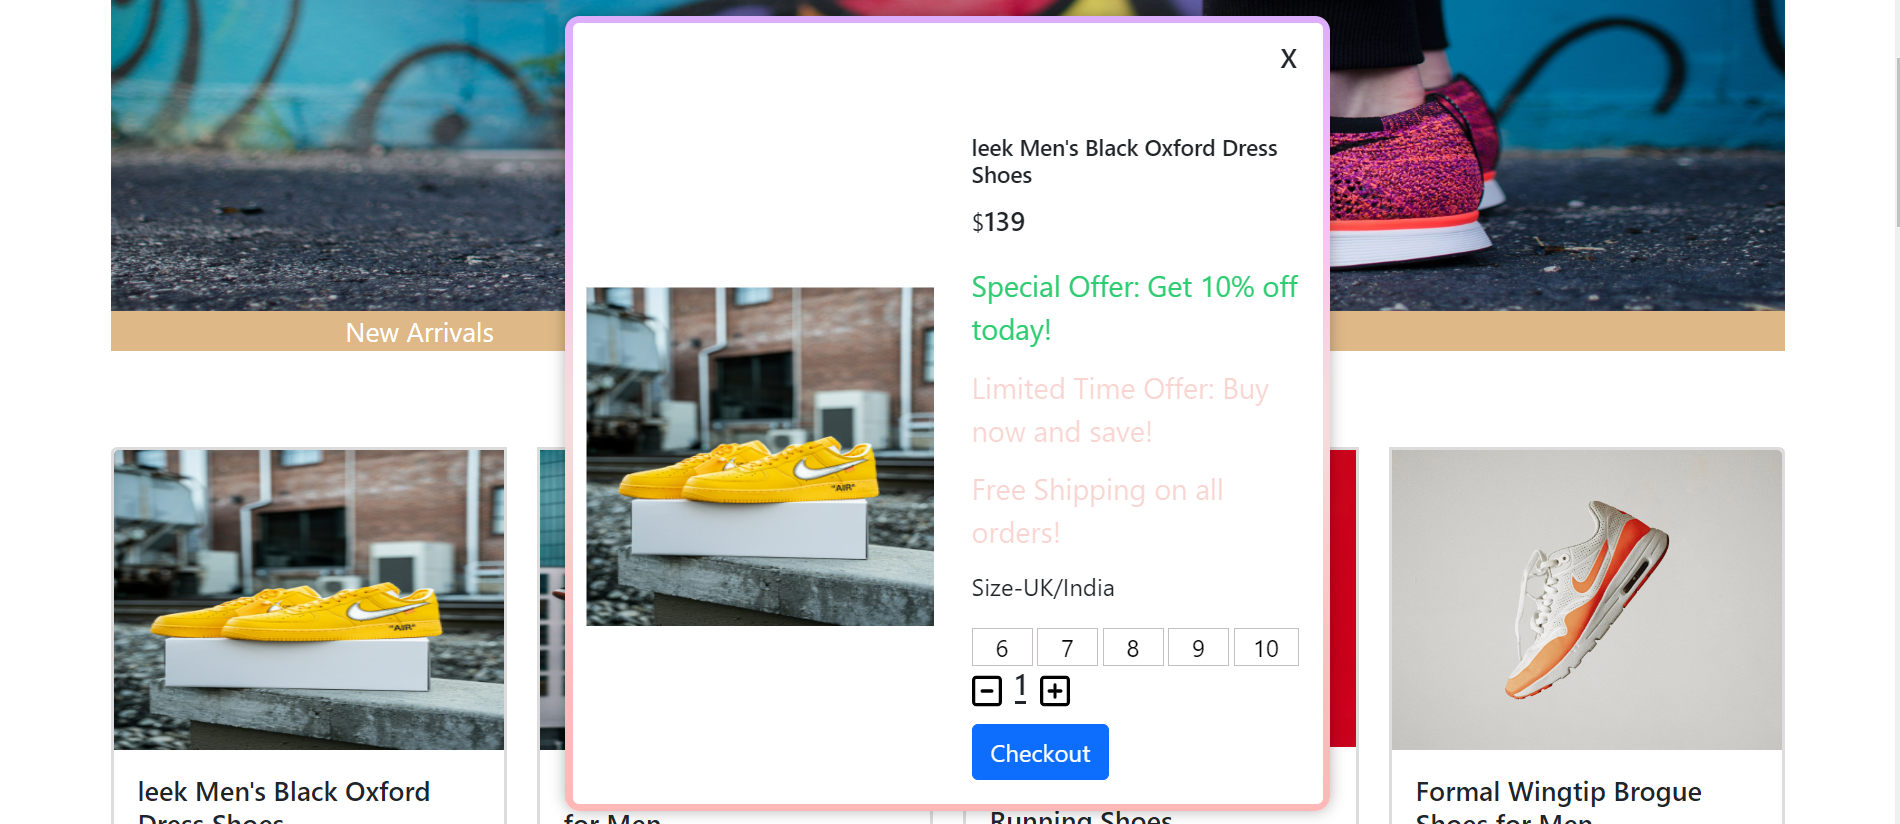 X
leek Men's Black Oxford Dress
Shoes
$139
Special Offer: Get 10% off
today!
Limited Time Offer: Buy
now and save!
Free Shipping on all
orders!
Size-UK/India
6 7 8 9 10
1
Checkout
"AIR"
New Arrivals
"AIR"
leek Men's Black Oxford
Dress Shoes
for Men
Running Shoes
Formal Wingtip Brogue
Shoes for Men